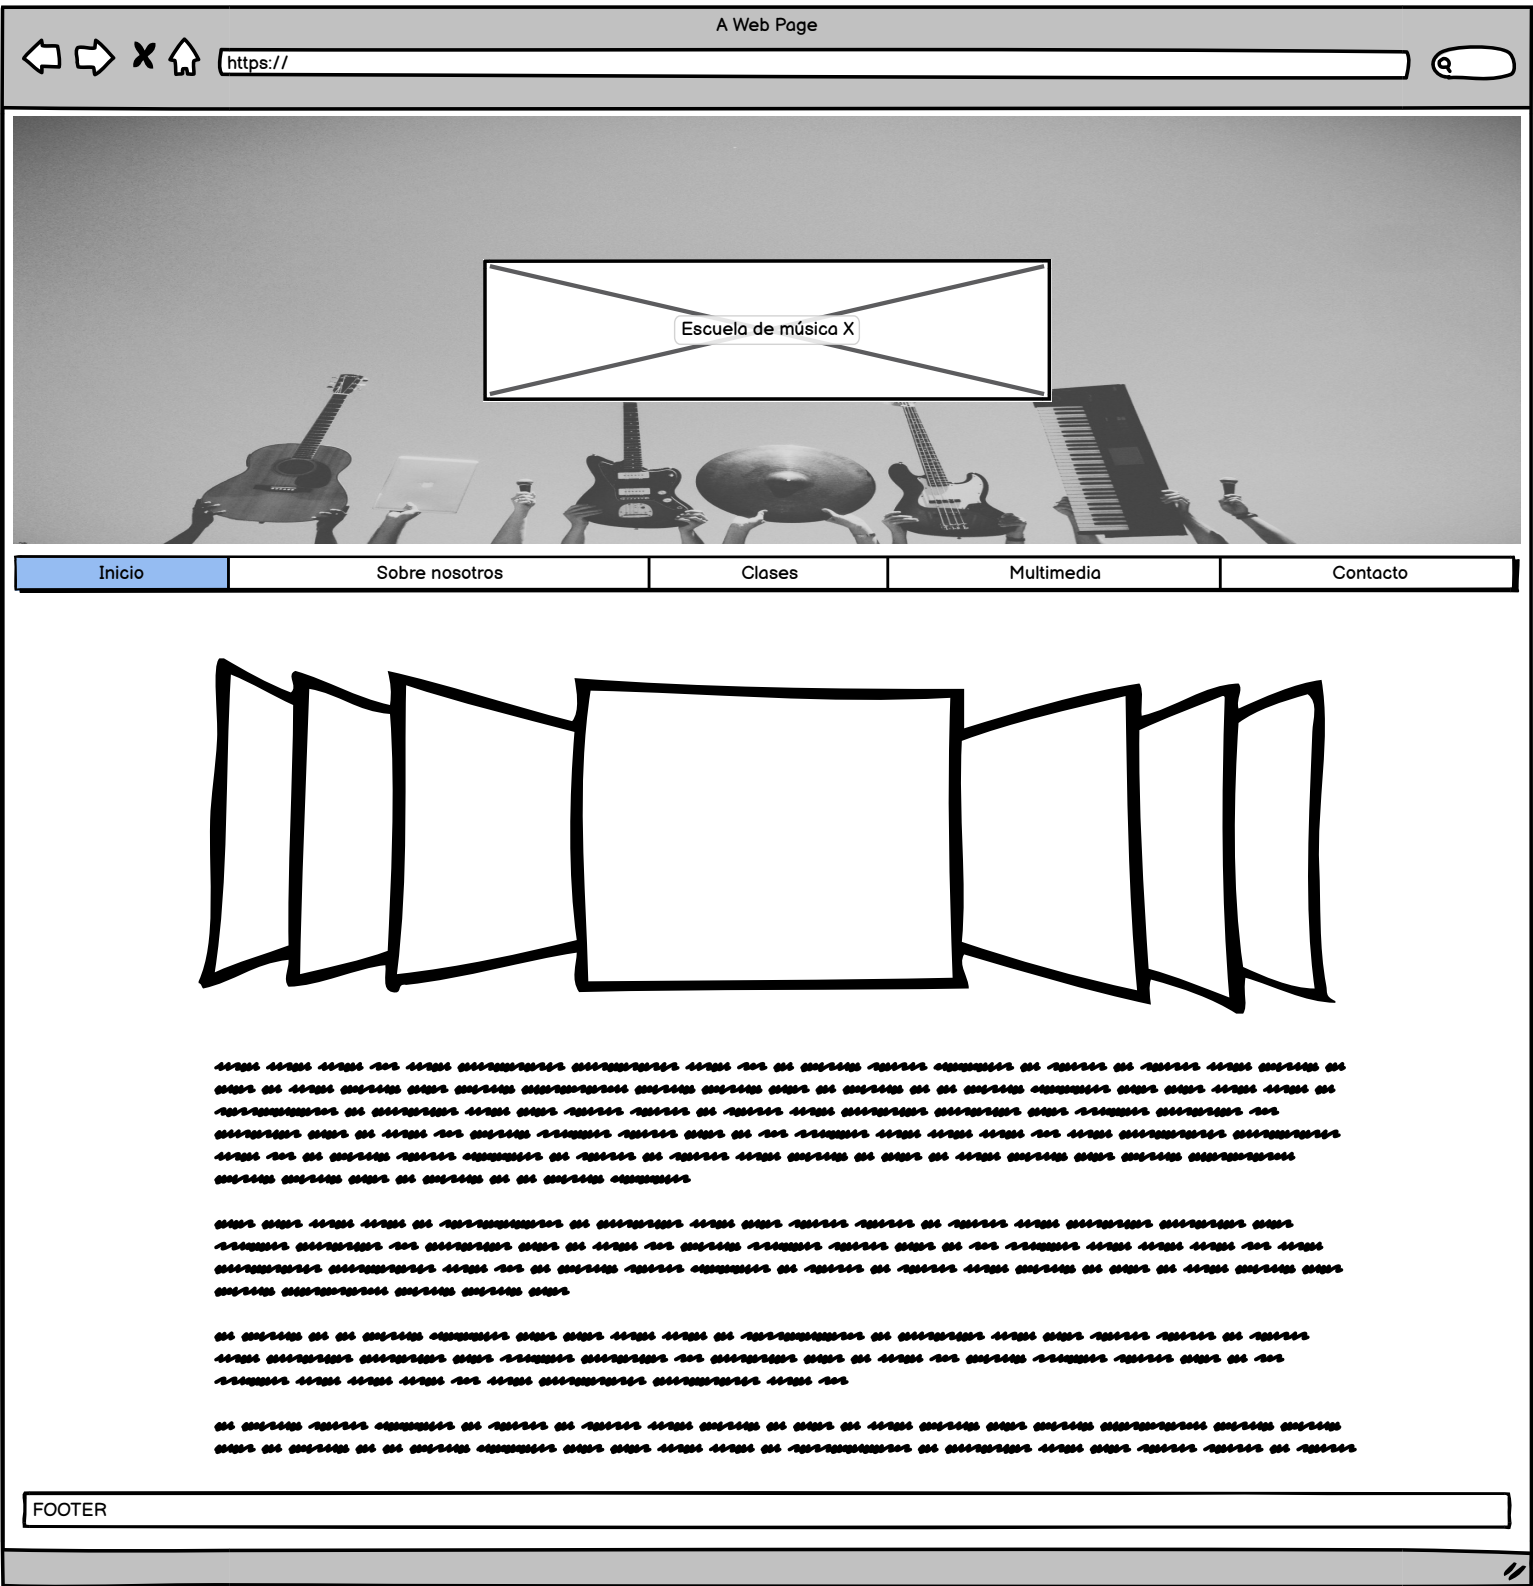 A Web Page
https://
Escuela de música X
Inicio
Sobre nosotros
Clases
Multimedia
Contacto
FOOTER